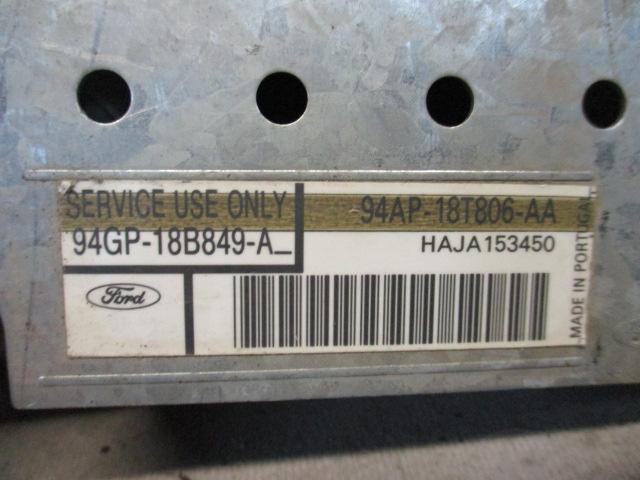 SERVICE USE ONLY
94GP-18B849-A_
94AP-18T806-AA
HAJA153450
Ford
MADE IN PORTUGAL